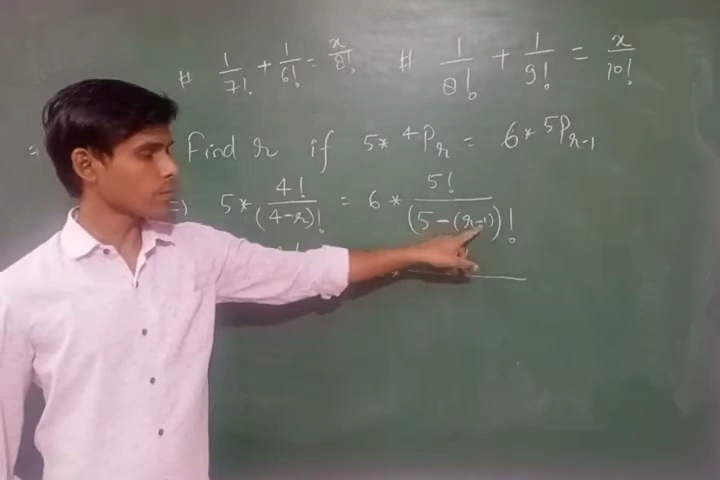 # 1/7! + 1/6! = x/8! # 1/8! + 1/9! = x/10!
Find r if 5* ⁴Pᵣ = 6* ⁵Pᵣ₋₁
=) 5* 4!/(4-r)! = 6* 5!/(5-(r-1))!